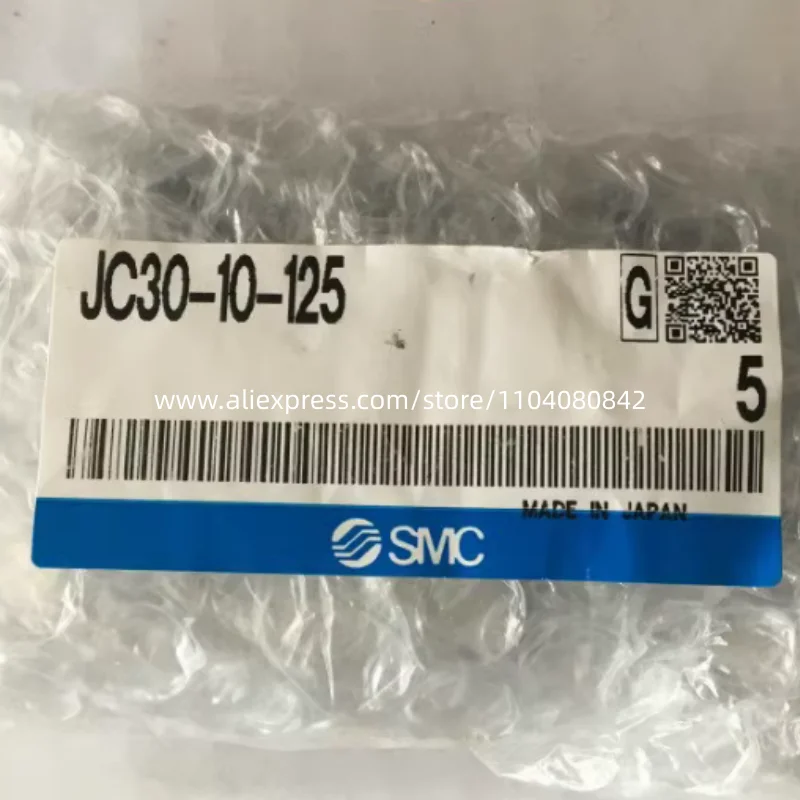 JC30-10-125
G
5
www.aliexpress.com/store/1104080842
MADE IN JAPAN
SMC